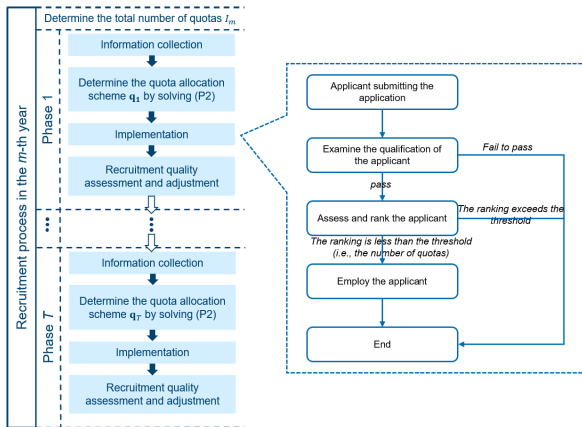 Recruitment process in the m-th year
Determine the total number of quotas I_m
Phase 1
Information collection
Determine the quota allocation
scheme q_1 by solving (P2)
Implementation
Recruitment quality
assessment and adjustment
Phase T
Information collection
Determine the quota allocation
scheme q_T by solving (P2)
Implementation
Recruitment quality
assessment and adjustment
Applicant submitting the
application
Examine the qualification of
the applicant
Fail to pass
pass
Assess and rank the applicant
The ranking exceeds the
threshold
The ranking is less than the threshold
(i.e., the number of quotas)
Employ the applicant
End